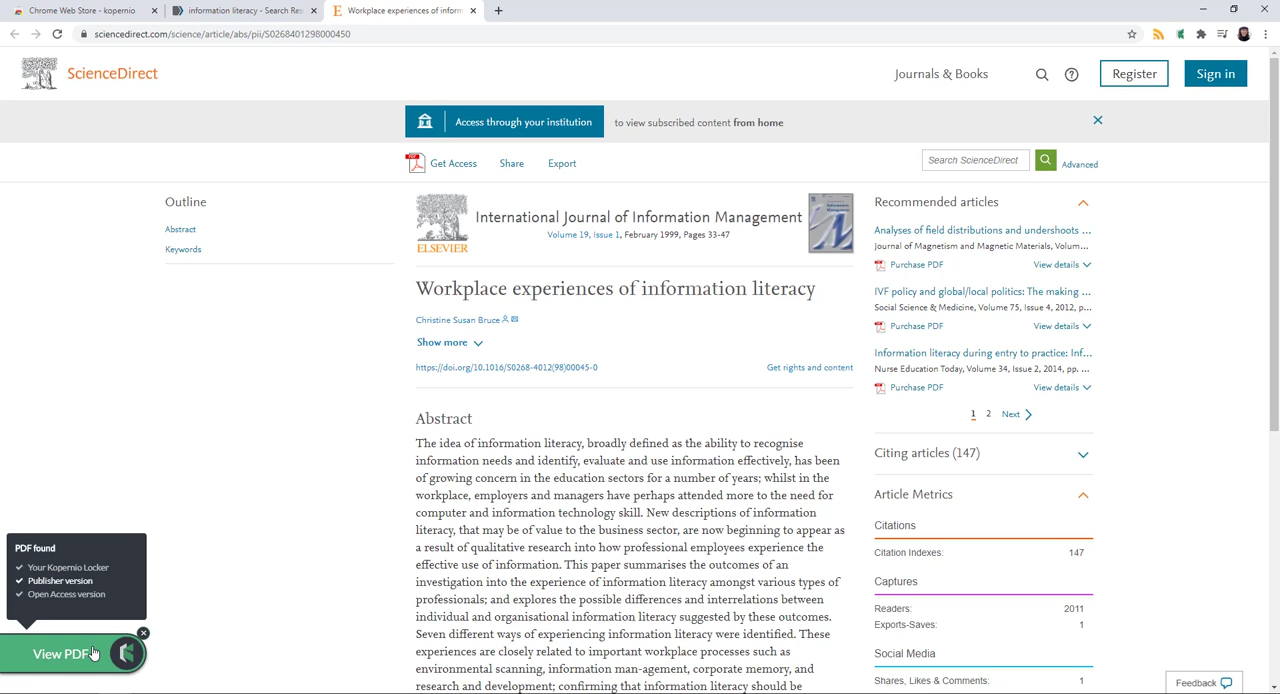 Chrome Web Store - kopernio
information literacy - Search Res
Workplace experiences of inform
sciencedirect.com/science/article/abs/pii/S0268401298000450
ScienceDirect
Journals & Books
Register
Sign in
Access through your institution
to view subscribed content from home
Get Access
Share
Export
Search ScienceDirect
Advanced
Outline
Abstract
Keywords
ELSEVIER
International Journal of Information Management
Volume 19, Issue 1, February 1999, Pages 33-47
Workplace experiences of information literacy
Christine Susan Bruce
Show more
https://doi.org/10.1016/S0268-4012(98)00045-0
Get rights and content
Abstract
The idea of information literacy, broadly defined as the ability to recognise
information needs and identify, evaluate and use information effectively, has been
of growing concern in the education sectors for a number of years; whilst in the
workplace, employers and managers have perhaps attended more to the need for
computer and information technology skill. New descriptions of information
literacy, that may be of value to the business sector, are now beginning to appear as
a result of qualitative research into how professional employees experience the
effective use of information. This paper summarises the outcomes of an
investigation into the experience of information literacy amongst various types of
professionals; and explores the possible differences and interrelations between
individual and organisational information literacy suggested by these outcomes.
Seven different ways of experiencing information literacy were identified. These
experiences are closely related to important workplace processes such as
environmental scanning, information man-agement, corporate memory, and
research and development; confirming that information literacy should be
Recommended articles
Analyses of field distributions and undershoots ...
Journal of Magnetism and Magnetic Materials, Volum...
Purchase PDF
View details
IVF policy and global/local politics: The making ...
Social Science & Medicine, Volume 75, Issue 4, 2012, p...
Purchase PDF
View details
Information literacy during entry to practice: Inf...
Nurse Education Today, Volume 34, Issue 2, 2014, pp. ...
Purchase PDF
View details
1 2 Next
Citing articles (147)
Article Metrics
Citations
Citation Indexes: 147
Captures
Readers: 2011
Exports-Saves: 1
Social Media
Shares, Likes & Comments: 1
PDF found
Your Kopernio Locker
Publisher version
Open Access version
View PDF
Feedback